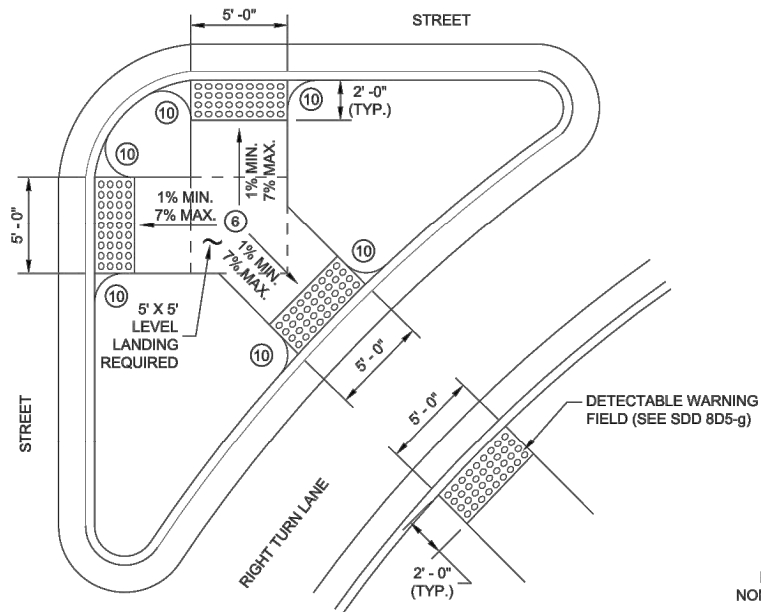 5' -0"
STREET
2' -0"
(TYP.)
10
10
10
1% MIN.
7% MAX.
1% MIN.
7% MAX.
6
5' - 0"
1% MIN.
7% MAX.
10
10
5' X 5'
LEVEL
LANDING
REQUIRED
10
5' - 0"
5' - 0"
DETECTABLE WARNING
FIELD (SEE SDD 8D5-g)
STREET
RIGHT TURN LANE
2' - 0"
(TYP.)